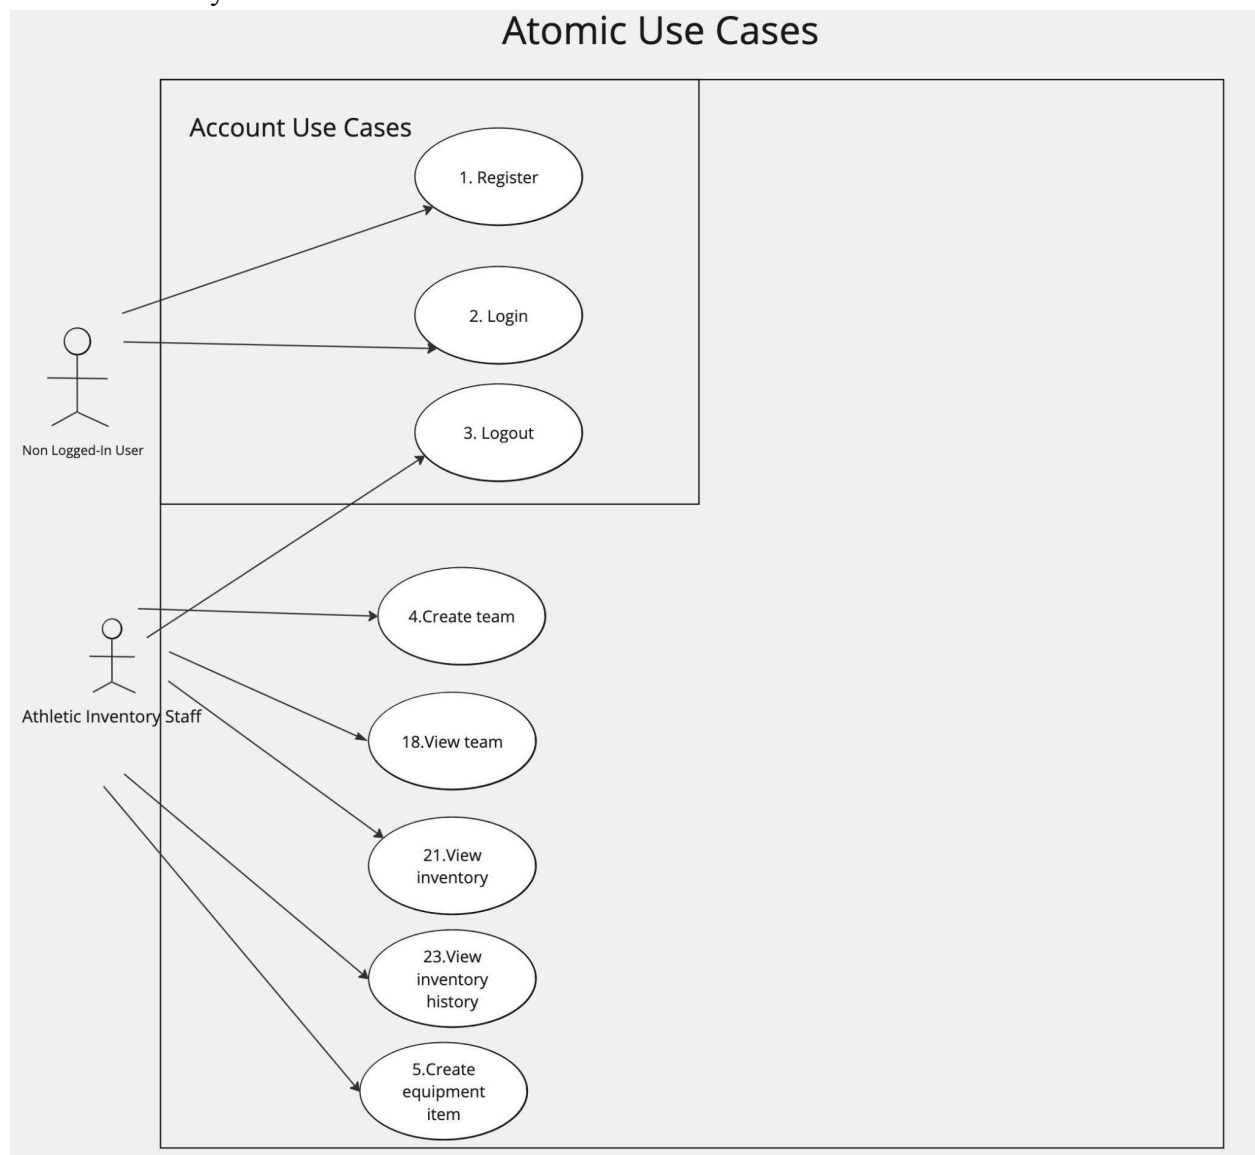 Atomic Use Cases
Account Use Cases
1. Register
2. Login
3. Logout
Non Logged-In User
4.Create team
Athletic Inventory Staff
18.View team
21.View
inventory
23.View
inventory
history
5.Create
equipment
item